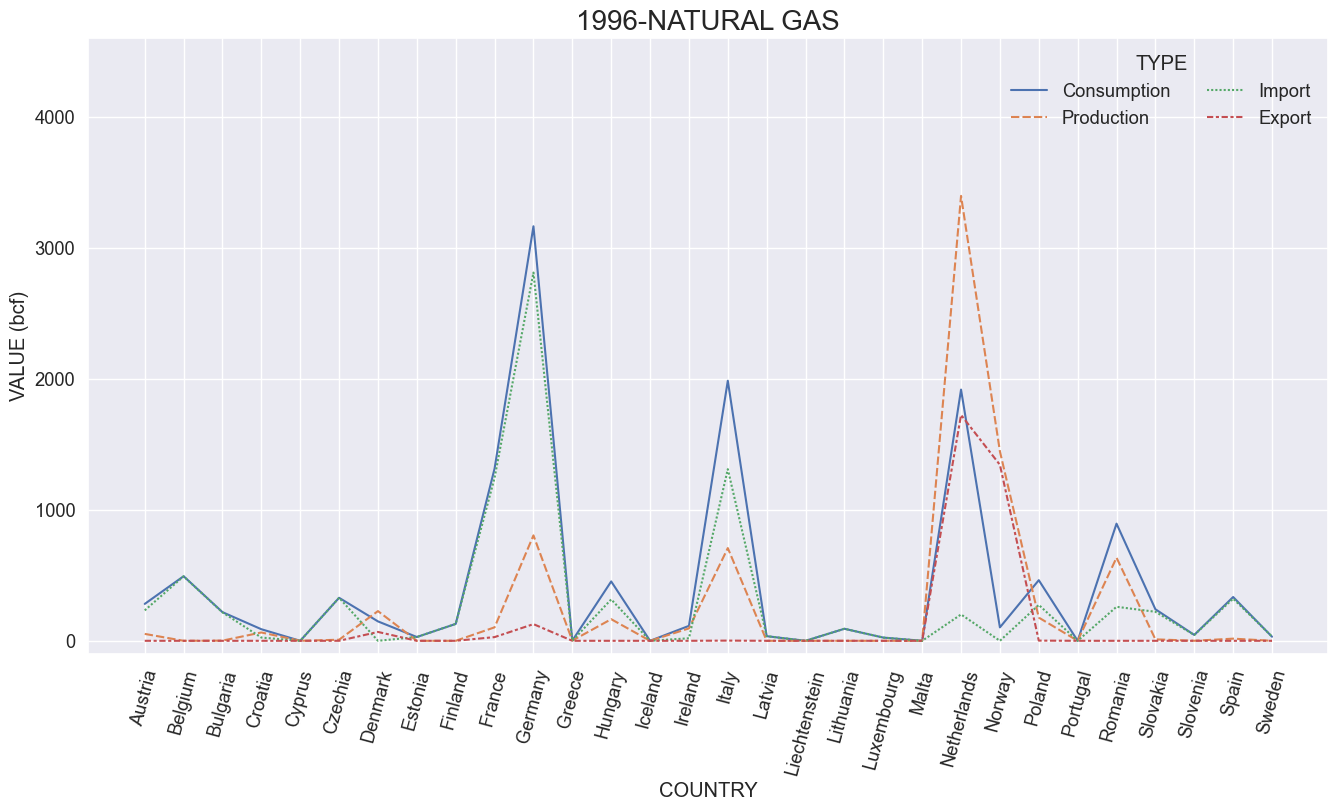 1996-NATURAL GAS
TYPE
Consumption
Production
Import
Export
VALUE (bcf)
4000
3000
2000
1000
0
Austria
Belgium
Bulgaria
Croatia
Cyprus
Czechia
Denmark
Estonia
Finland
France
Germany
Greece
Hungary
Iceland
Ireland
Italy
Latvia
Liechtenstein
Lithuania
Luxembourg
Malta
Netherlands
Norway
Poland
Portugal
Romania
Slovakia
Slovenia
Spain
Sweden
COUNTRY